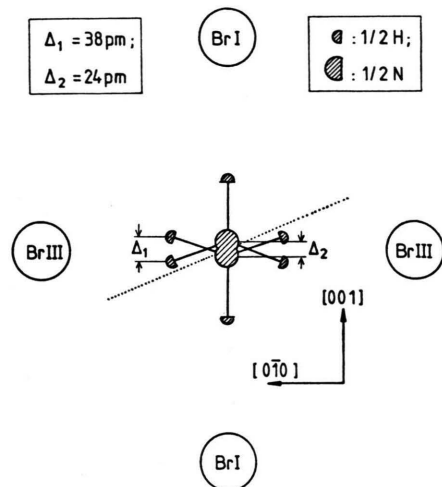 Δ₁ = 38pm ;
Δ₂ = 24pm
BrI
: 1/2 H ;
: 1/2 N
BrIII
Δ₁
Δ₂
BrIII
[001]
[01̄0]
BrI